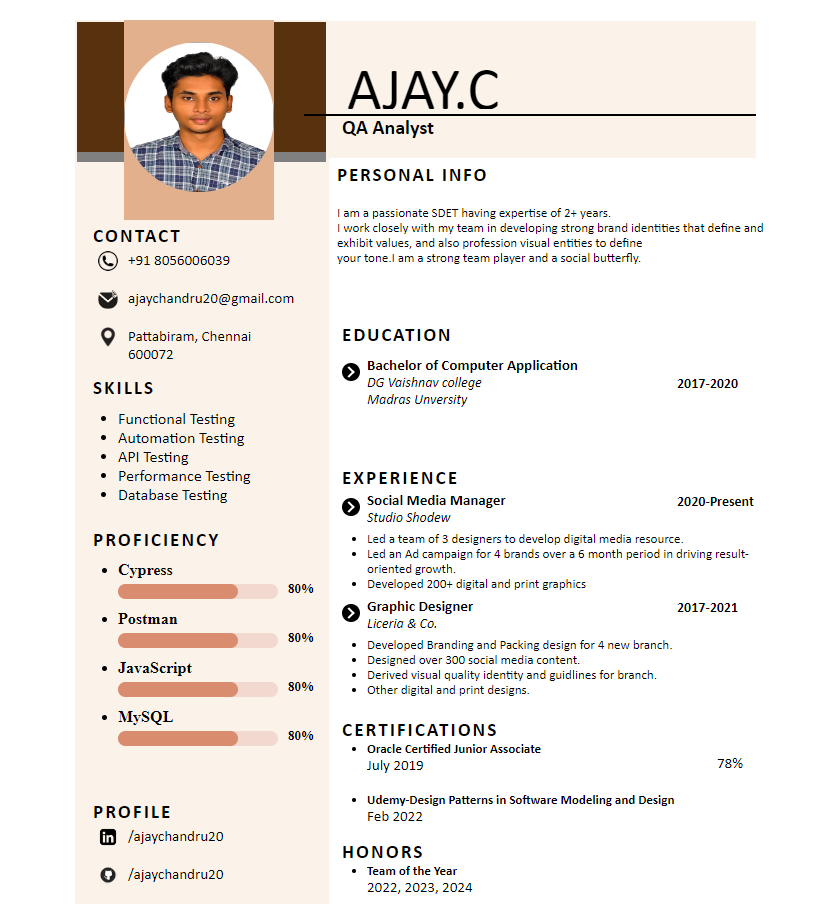 AJAY.C
QA Analyst
CONTACT
+91 8056006039
ajaychandru20@gmail.com
Pattabiram, Chennai
600072
SKILLS
Functional Testing
Automation Testing
API Testing
Performance Testing
Database Testing
PROFICIENCY
Cypress
80%
Postman
80%
JavaScript
80%
MySQL
80%
PROFILE
/ajaychandru20
/ajaychandru20
PERSONAL INFO
I am a passionate SDET having expertise of 2+ years.
I work closely with my team in developing strong brand identities that define and
exhibit values, and also profession visual entities to define
your tone.I am a strong team player and a social butterfly.
EDUCATION
Bachelor of Computer Application
DG Vaishnav college
2017-2020
Madras Unversity
EXPERIENCE
Social Media Manager
2020-Present
Studio Shodew
Led a team of 3 designers to develop digital media resource.
Led an Ad campaign for 4 brands over a 6 month period in driving result-
oriented growth.
Developed 200+ digital and print graphics
Graphic Designer
2017-2021
Liceria & Co.
Developed Branding and Packing design for 4 new branch.
Designed over 300 social media content.
Derived visual quality identity and guidlines for branch.
Other digital and print designs.
CERTIFICATIONS
Oracle Certified Junior Associate
July 2019
78%
Udemy-Design Patterns in Software Modeling and Design
Feb 2022
HONORS
Team of the Year
2022, 2023, 2024